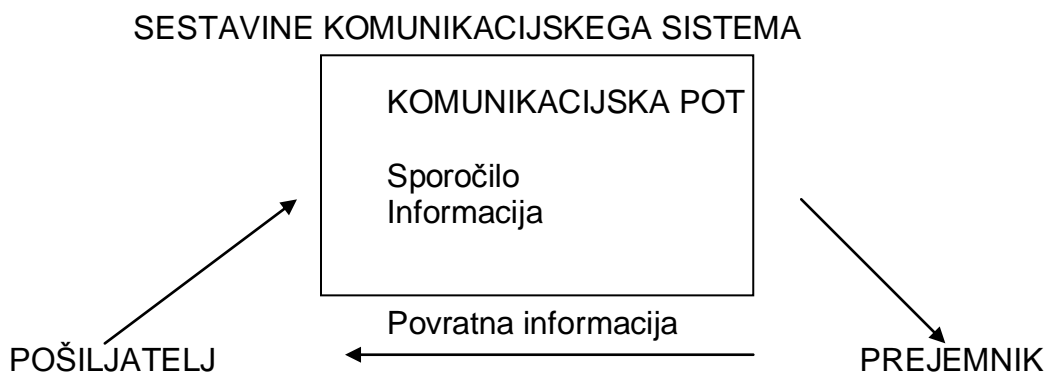 SESTAVINE KOMUNIKACIJSKEGA SISTEMA
KOMUNIKACIJSKA POT
Sporočilo
Informacija
Povratna informacija
POŠILJATELJ
PREJEMNIK